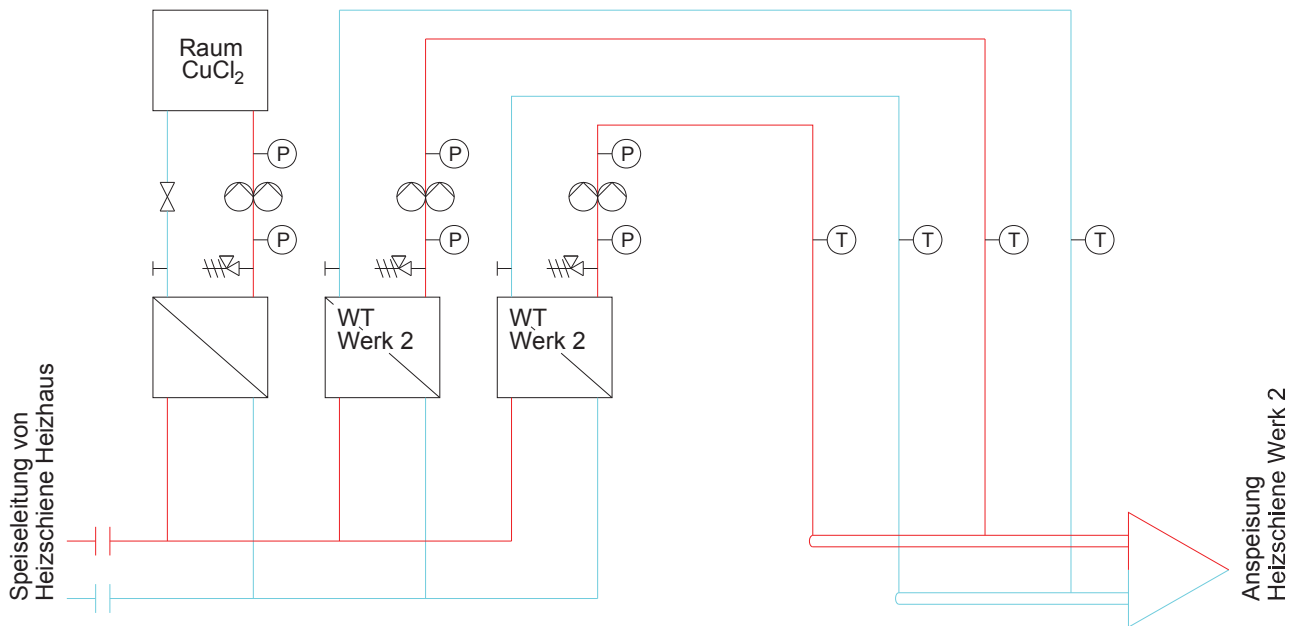 Raum
CuCl₂
P
P
P
P
P
P
T
T
T
T
WT
Werk 2
WT
Werk 2
Speiseleitung von
Heizschiene Heizhaus
Anspeisung
Heizschiene Werk 2